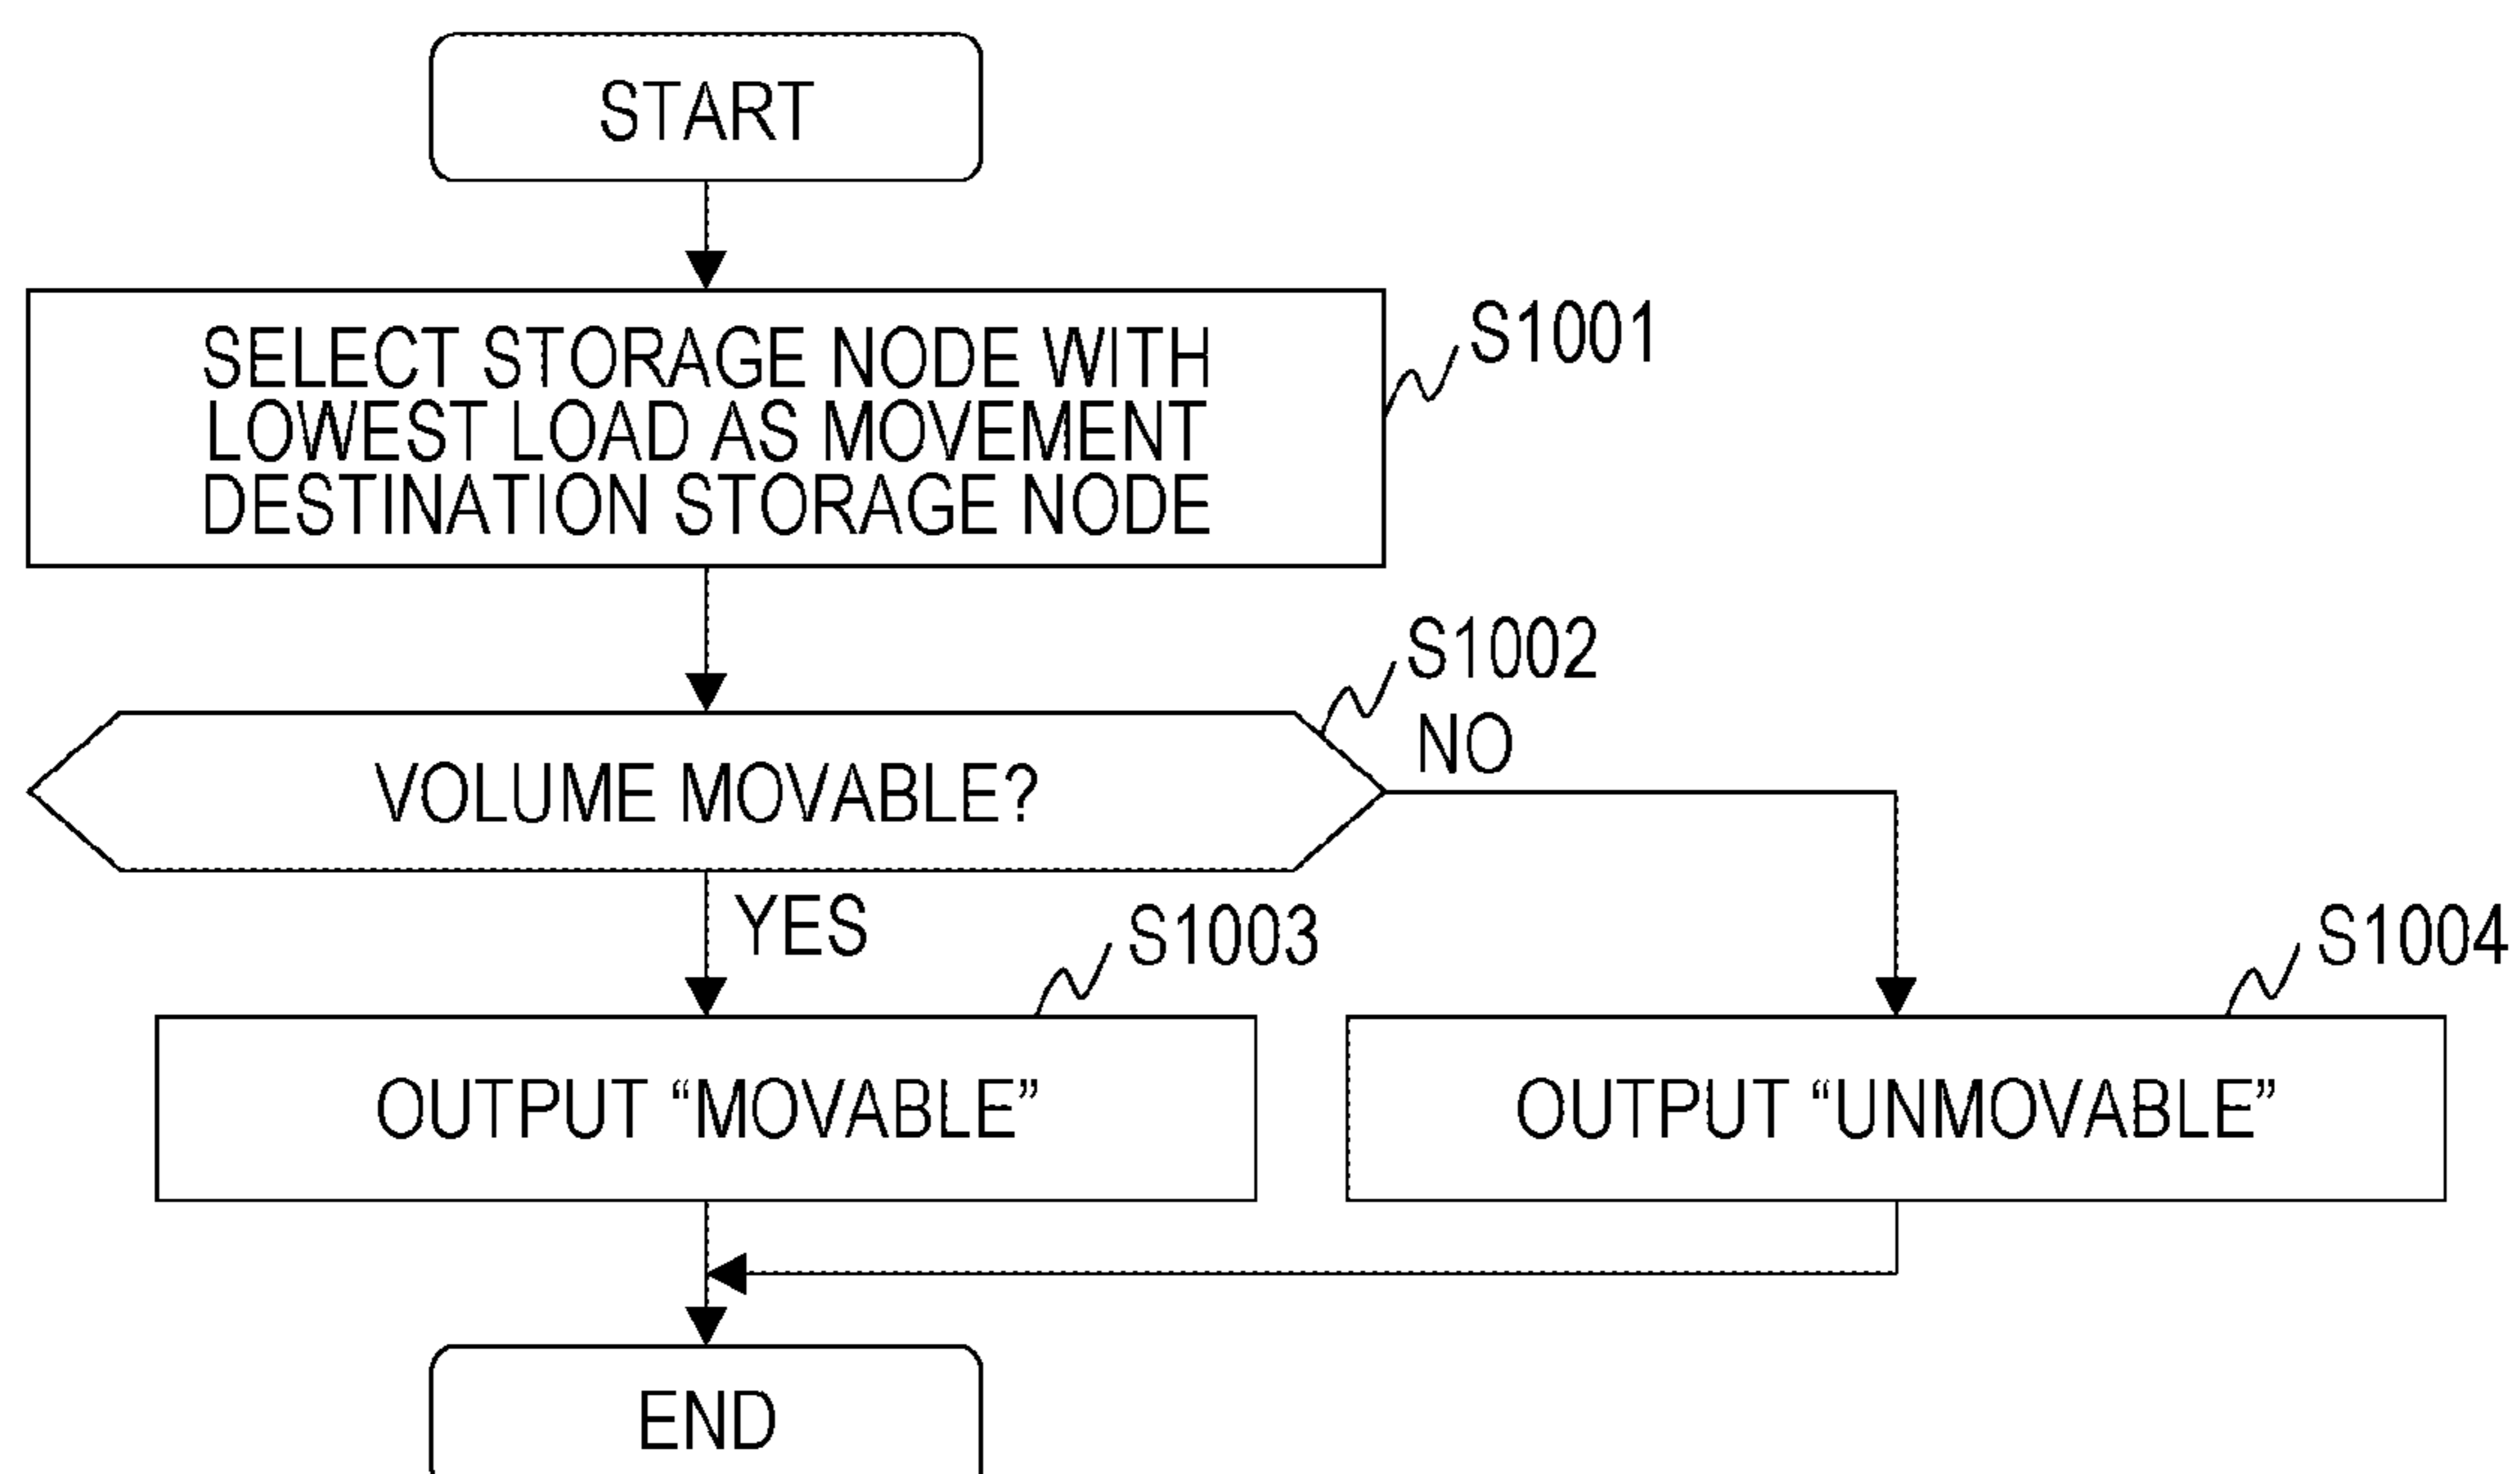 START
SELECT STORAGE NODE WITH
LOWEST LOAD AS MOVEMENT
DESTINATION STORAGE NODE
S1001
S1002
VOLUME MOVABLE?
NO
YES
S1003
S1004
OUTPUT “MOVABLE”
OUTPUT “UNMOVABLE”
END